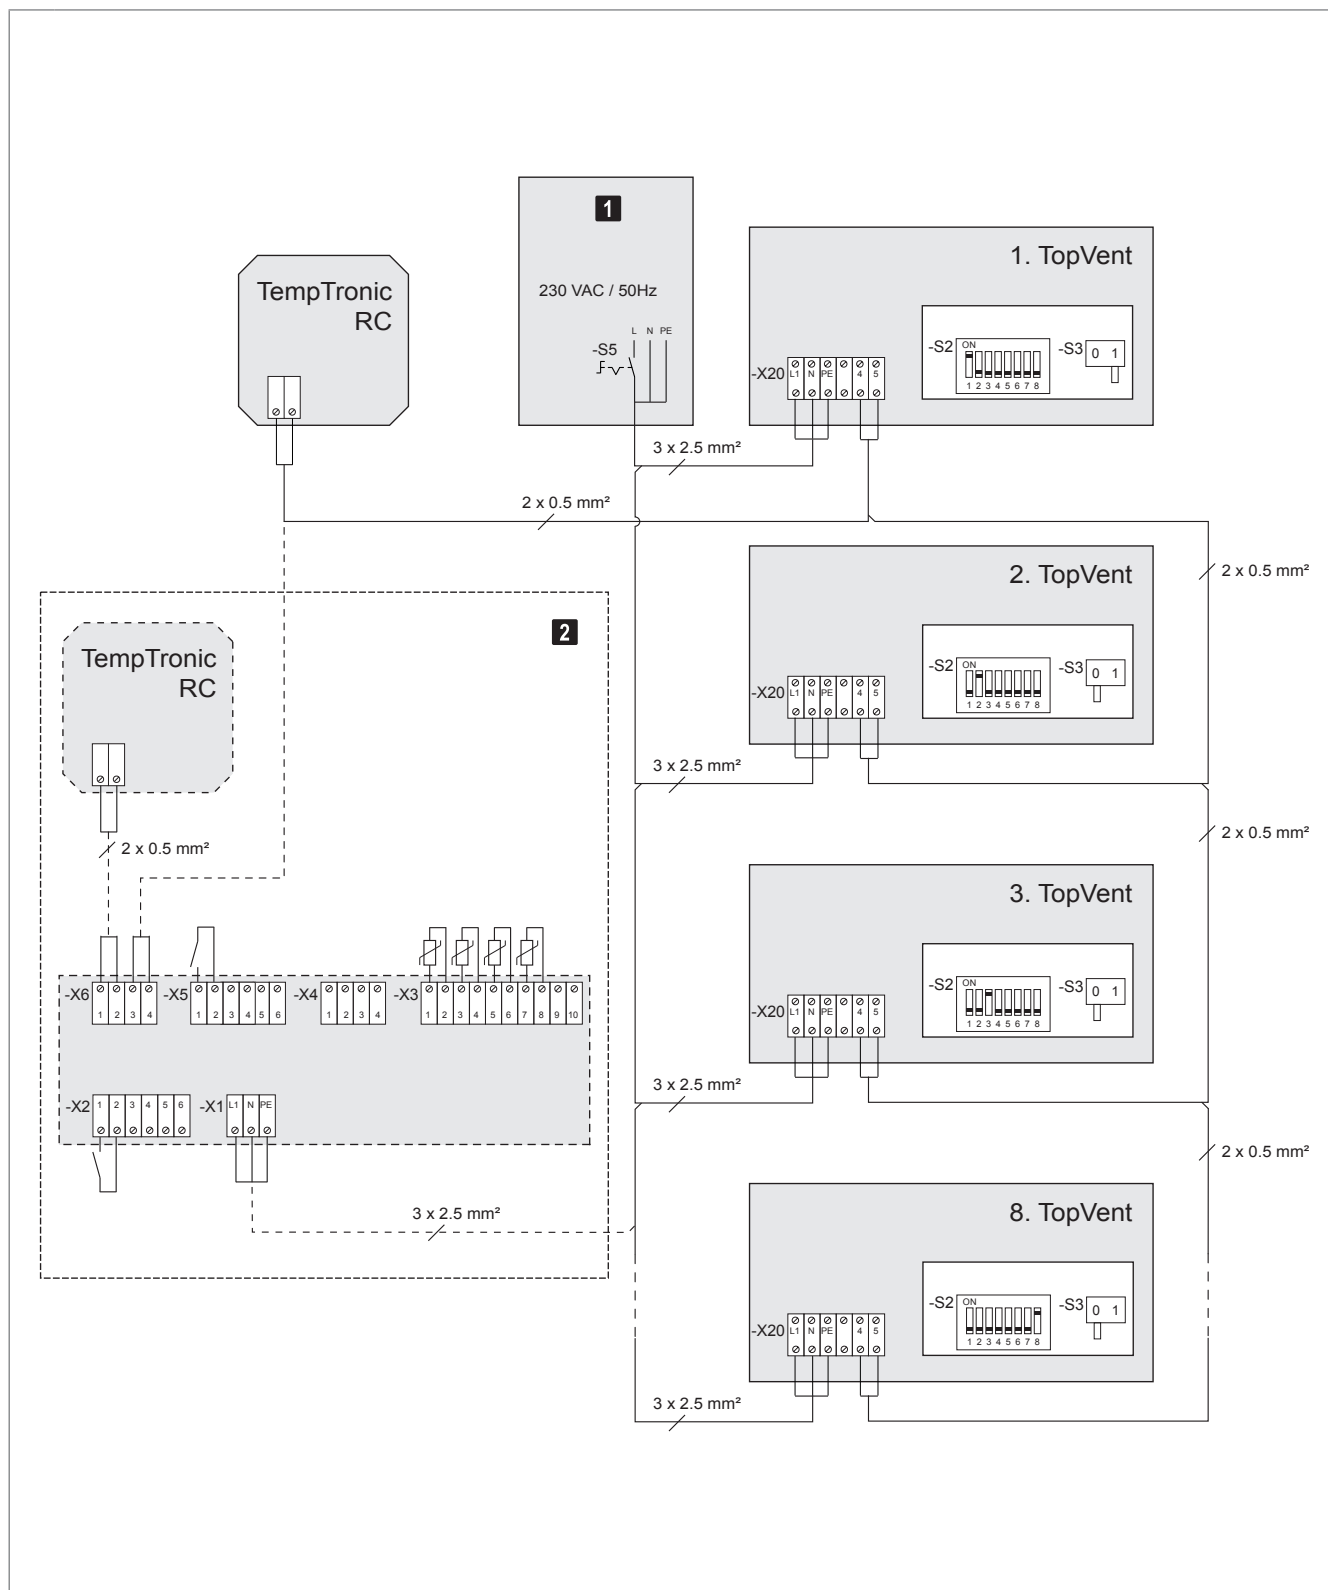 1
230 VAC / 50Hz
L N PE
-S5
TempTronic
RC
1. TopVent
-S2
ON
1 2 3 4 5 6 7 8
-S3
0 1
-X20
L1 N PE 4 5
3 x 2.5 mm²
2 x 0.5 mm²
2. TopVent
-S2
ON
1 2 3 4 5 6 7 8
-S3
0 1
-X20
L1 N PE 4 5
2 x 0.5 mm²
3 x 2.5 mm²
2
TempTronic
RC
2 x 0.5 mm²
2 x 0.5 mm²
3. TopVent
-S2
ON
1 2 3 4 5 6 7 8
-S3
0 1
-X20
L1 N PE 4 5
3 x 2.5 mm²
-X6
1 2 3 4
-X5
1 2 3 4 5 6
-X4
1 2 3 4
-X3
1 2 3 4 5 6 7 8 9 10
-X2
1 2 3 4 5 6
-X1
L1 N PE
3 x 2.5 mm²
2 x 0.5 mm²
8. TopVent
-S2
ON
1 2 3 4 5 6 7 8
-S3
0 1
-X20
L1 N PE 4 5
3 x 2.5 mm²